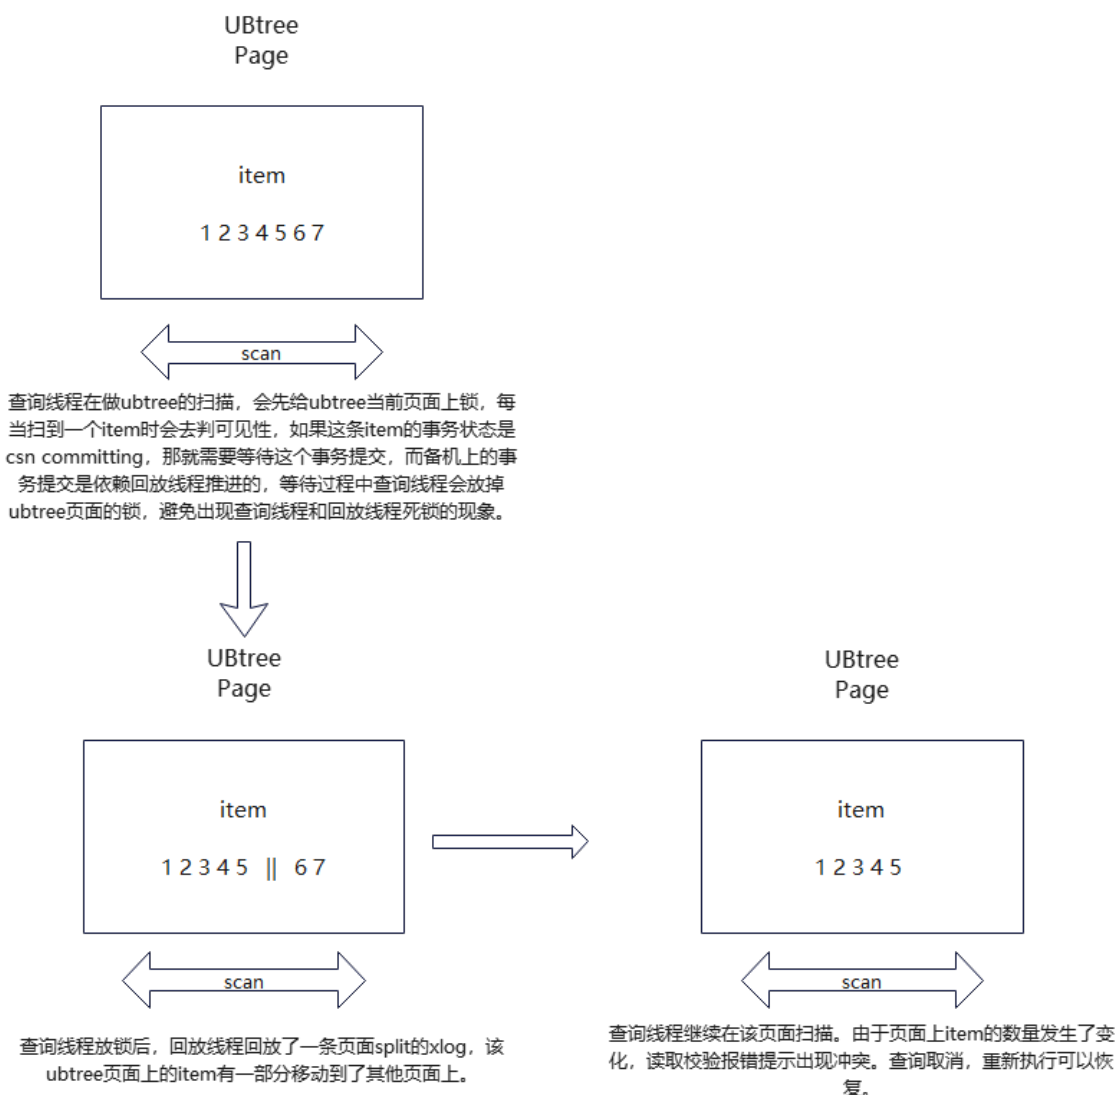 UBtree
Page
item
1 2 3 4 5 6 7
scan
查询线程在做ubtree的扫描，会先给ubtree当前页面上锁，每
当扫到一个item时会去判可见性，如果这条item的事务状态是
csn committing，那就需要等待这个事务提交，而备机上的事
务提交是依赖回放线程推进的，等待过程中查询线程会放掉
ubtree页面的锁，避免出现查询线程和回放线程死锁的现象。
UBtree
Page
item
1 2 3 4 5 || 6 7
scan
查询线程放锁后，回放线程回放了一条页面split的xlog，该
ubtree页面上的item有一部分移动到了其他页面上。
UBtree
Page
item
1 2 3 4 5
scan
查询线程继续在该页面扫描。由于页面上item的数量发生了变
化，读取校验报错提示出现冲突。查询取消，重新执行可以恢
复。